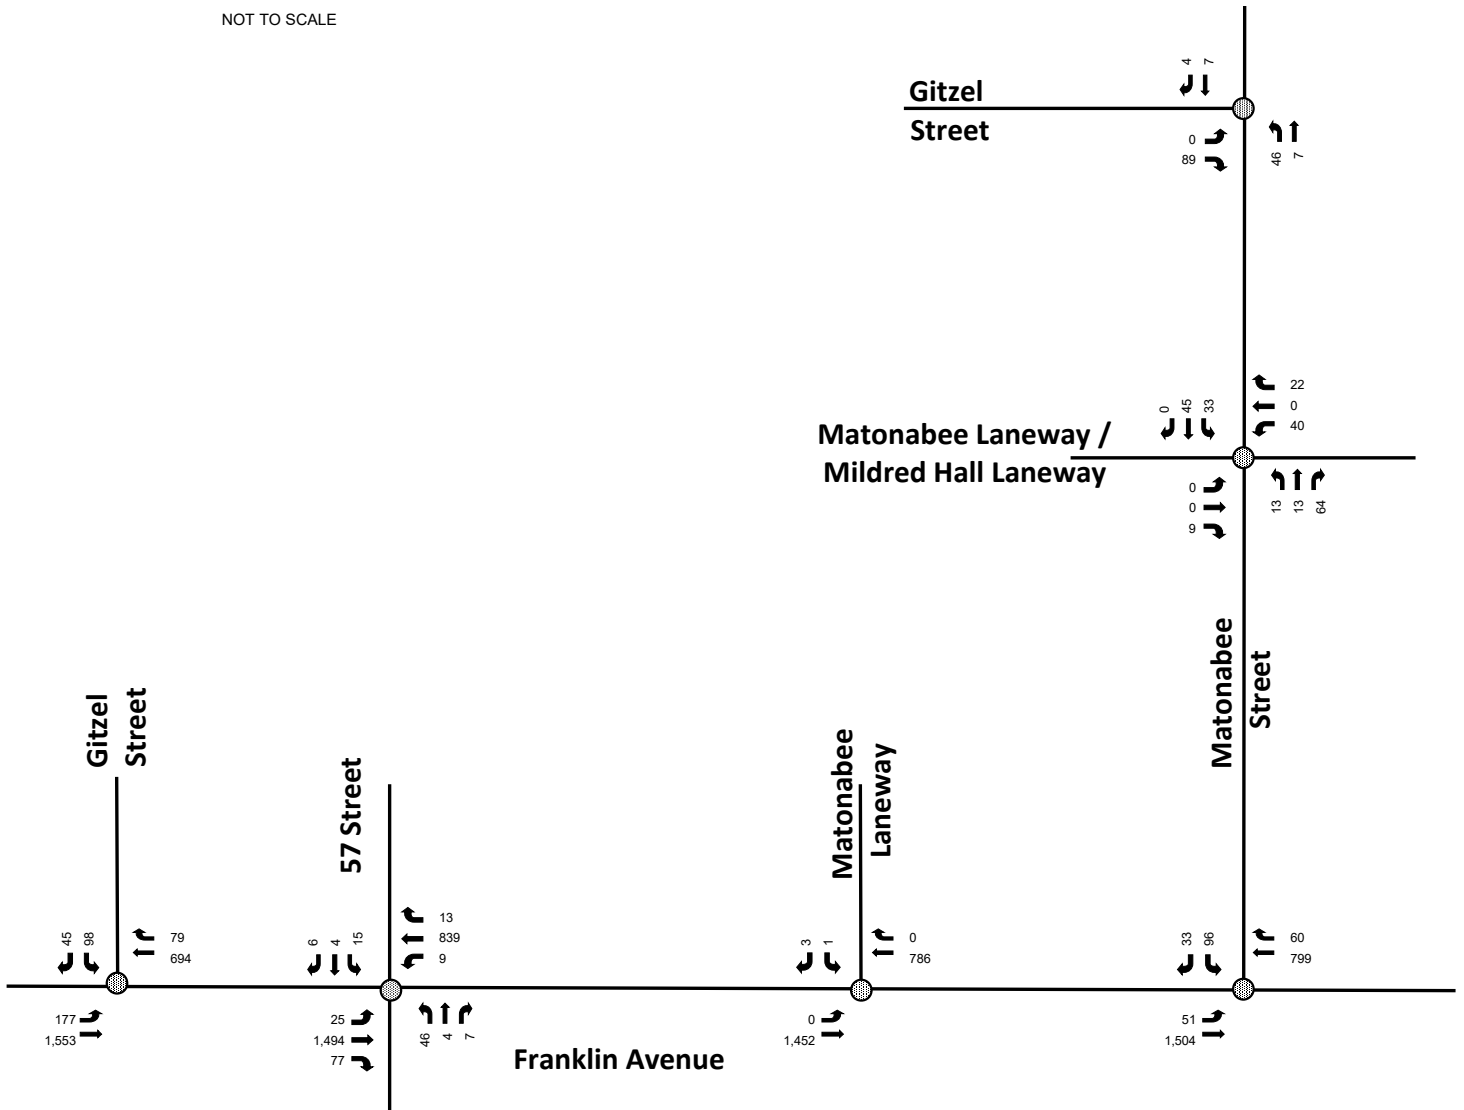 NOT TO SCALE
4 7
Gitzel
Street
0
89
46 7
0 45 33
22
0
40
Matonabee Laneway /
Mildred Hall Laneway
0
0
9
13 13 64
Matonabee
Street
Gitzel
Street
57 Street
Matonabee
Laneway
45 98
79
694
6 4 15
13
839
9
3 1
0
786
33 96
60
799
177
1,553
25
1,494
77
46 4 7
0
1,452
51
1,504
Franklin Avenue